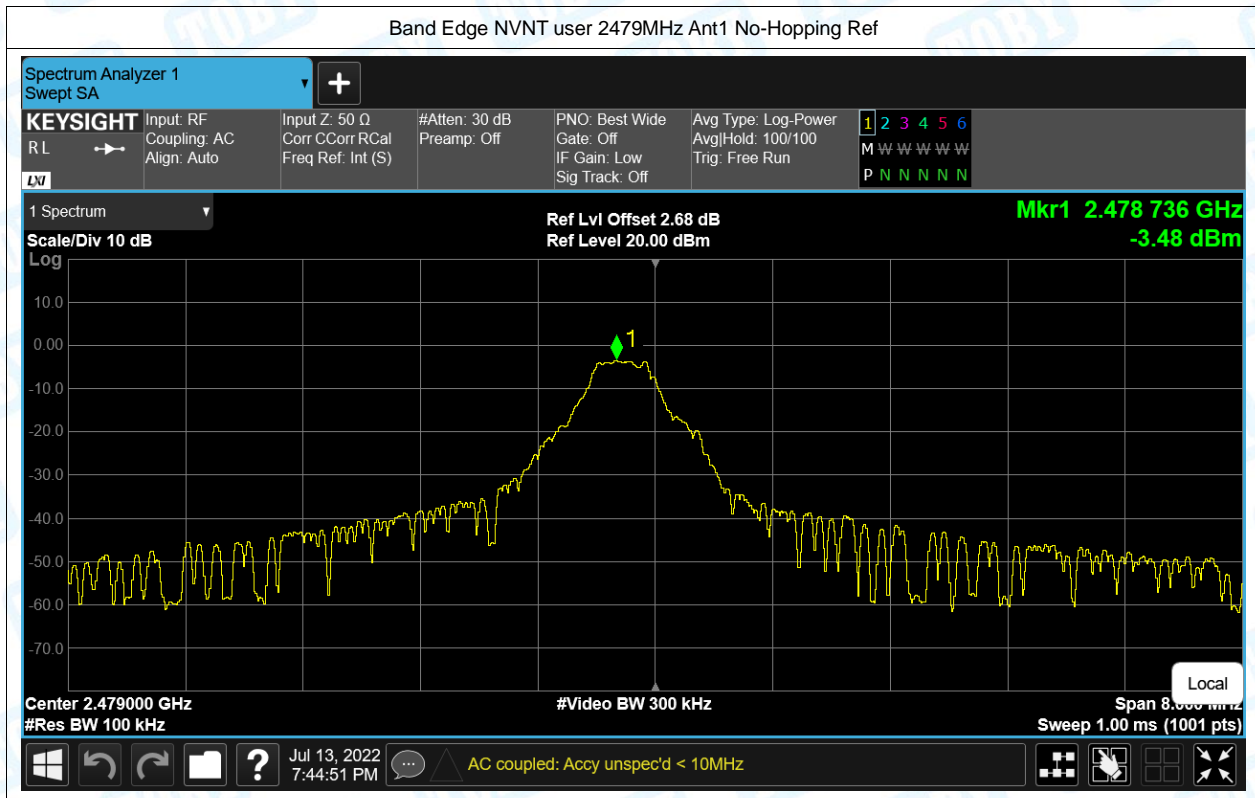 Band Edge NVNT user 2479MHz Ant1 No-Hopping Ref
Spectrum Analyzer 1
Swept SA
KEYSIGHT
R L
LXI
Input: RF
Coupling: AC
Align: Auto
Input Z: 50 Ω
Corr CCorr RCal
Freq Ref: Int (S)
#Atten: 30 dB
Preamp: Off
PNO: Best Wide
Gate: Off
IF Gain: Low
Sig Track: Off
Avg Type: Log-Power
Avg|Hold: 100/100
Trig: Free Run
1 2 3 4 5 6
M W W W W W
P N N N N N
1 Spectrum
Scale/Div 10 dB
Ref Lvl Offset 2.68 dB
Ref Level 20.00 dBm
Mkr1 2.478 736 GHz
-3.48 dBm
Log
10.0
0.00
-10.0
-20.0
-30.0
-40.0
-50.0
-60.0
-70.0
1
Local
Center 2.479000 GHz
#Res BW 100 kHz
#Video BW 300 kHz
Span
Sweep 1.00 ms (1001 pts)
?
Jul 13, 2022
7:44:51 PM
AC coupled: Accy unspec'd < 10MHz
TOBY